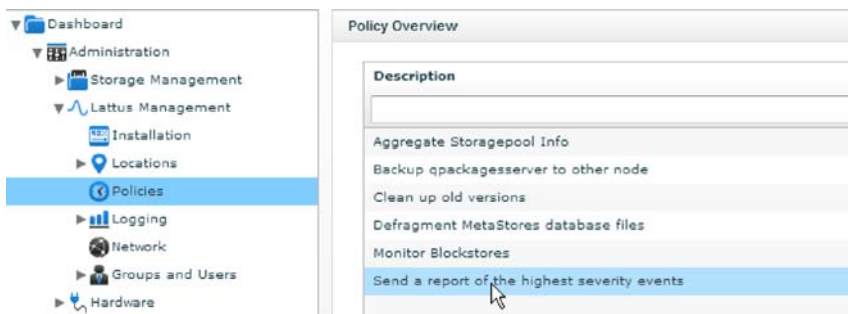 Dashboard
Administration
Storage Management
Lattus Management
Installation
Locations
Policies
Logging
Network
Groups and Users
Hardware
Policy Overview
Description
Aggregate Storagepool Info
Backup qpackagesserver to other node
Clean up old versions
Defragment MetaStores database files
Monitor Blockstores
Send a report of the highest severity events